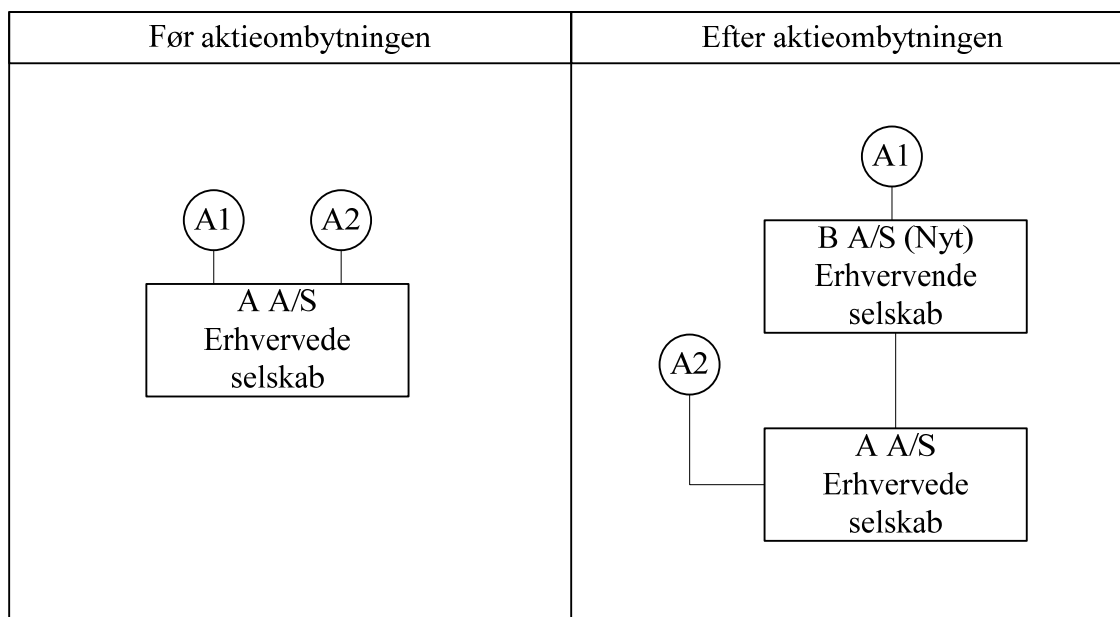 Før aktieombytningen
Efter aktieombytningen
A1
A2
A A/S
Erhvervede
selskab
A1
B A/S (Nyt)
Erhvervende
selskab
A2
A A/S
Erhvervede
selskab